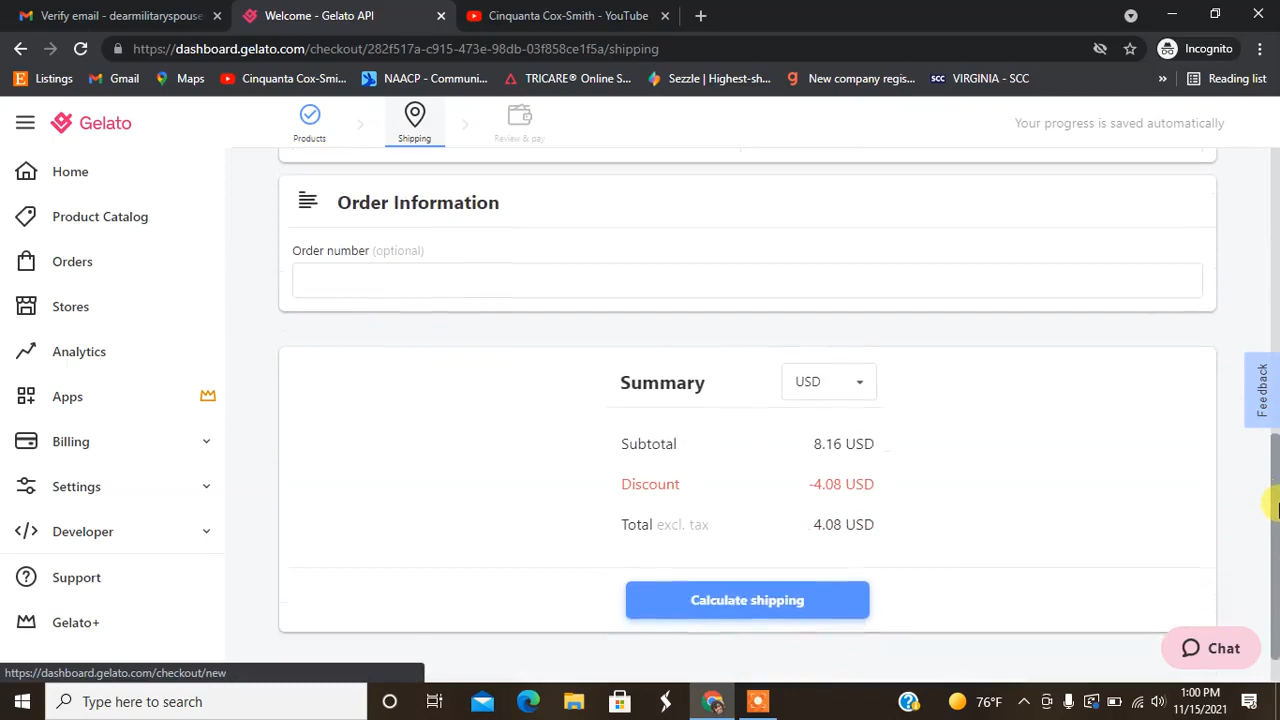 Verify email - dearmilitaryspouse
Welcome - Gelato API
Cinquanta Cox-Smith - YouTube
https://dashboard.gelato.com/checkout/282f517a-c915-473e-98db-03f858ce1f5a/shipping
Incognito
Listings
Gmail
Maps
Cinquanta Cox-Smi...
NAACP - Communi...
TRICARE® Online S...
Sezzle | Highest-sh...
New company regis...
scc VIRGINIA - SCC
»
Reading list
Gelato
Products
Shipping
Review & pay
Your progress is saved automatically
Home
Product Catalog
Orders
Stores
Analytics
Apps
Billing
Settings
Developer
Support
Gelato+
Order Information
Order number (optional)
Summary
USD
Subtotal 8.16 USD
Discount -4.08 USD
Total excl. tax 4.08 USD
Calculate shipping
Feedback
Chat
https://dashboard.gelato.com/checkout/new
Type here to search
76°F
1:00 PM
11/15/2021